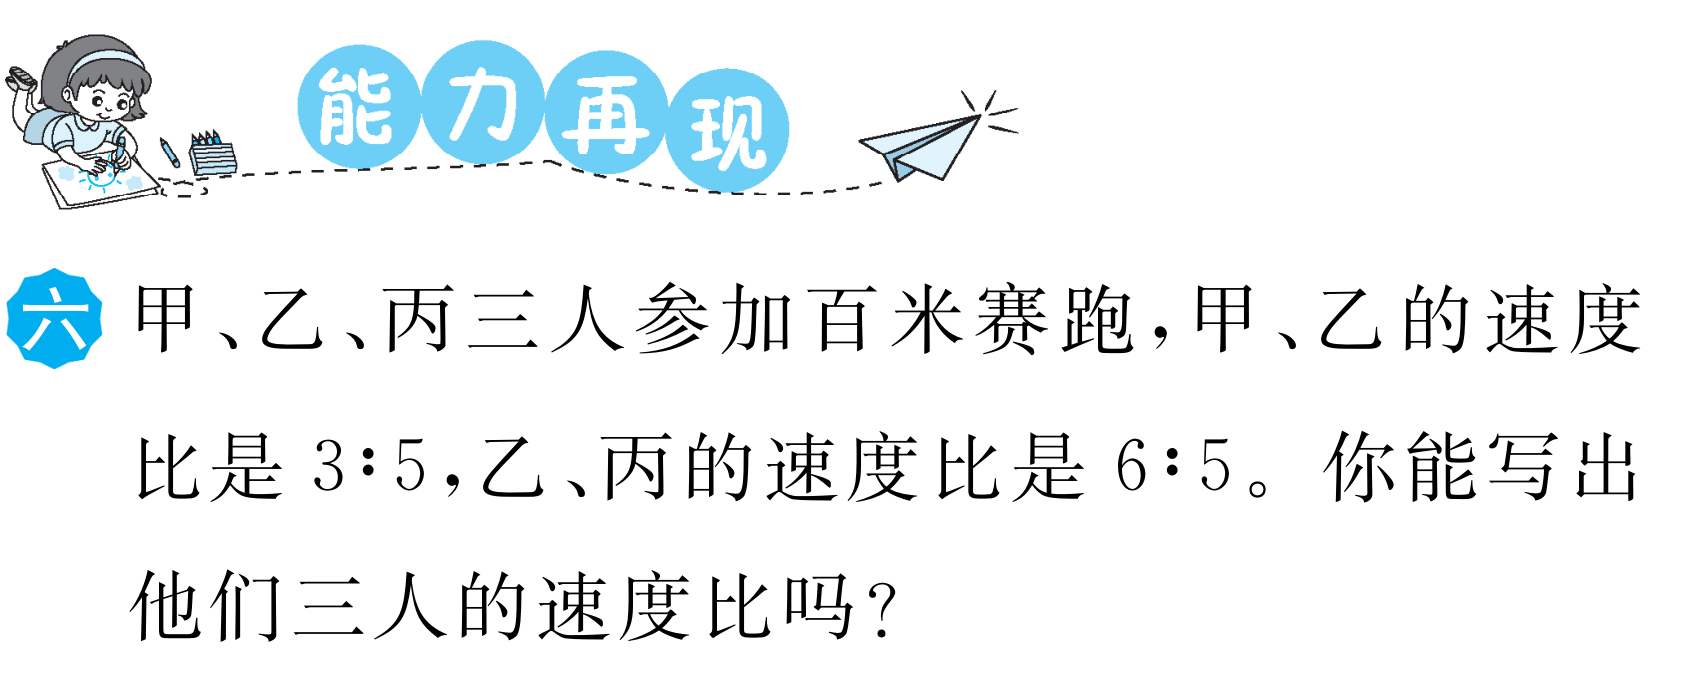 能力再现
六 甲、乙、丙三人参加百米赛跑,甲、乙的速度
比是 3∶5,乙、丙的速度比是 6∶5。你能写出
他们三人的速度比吗?